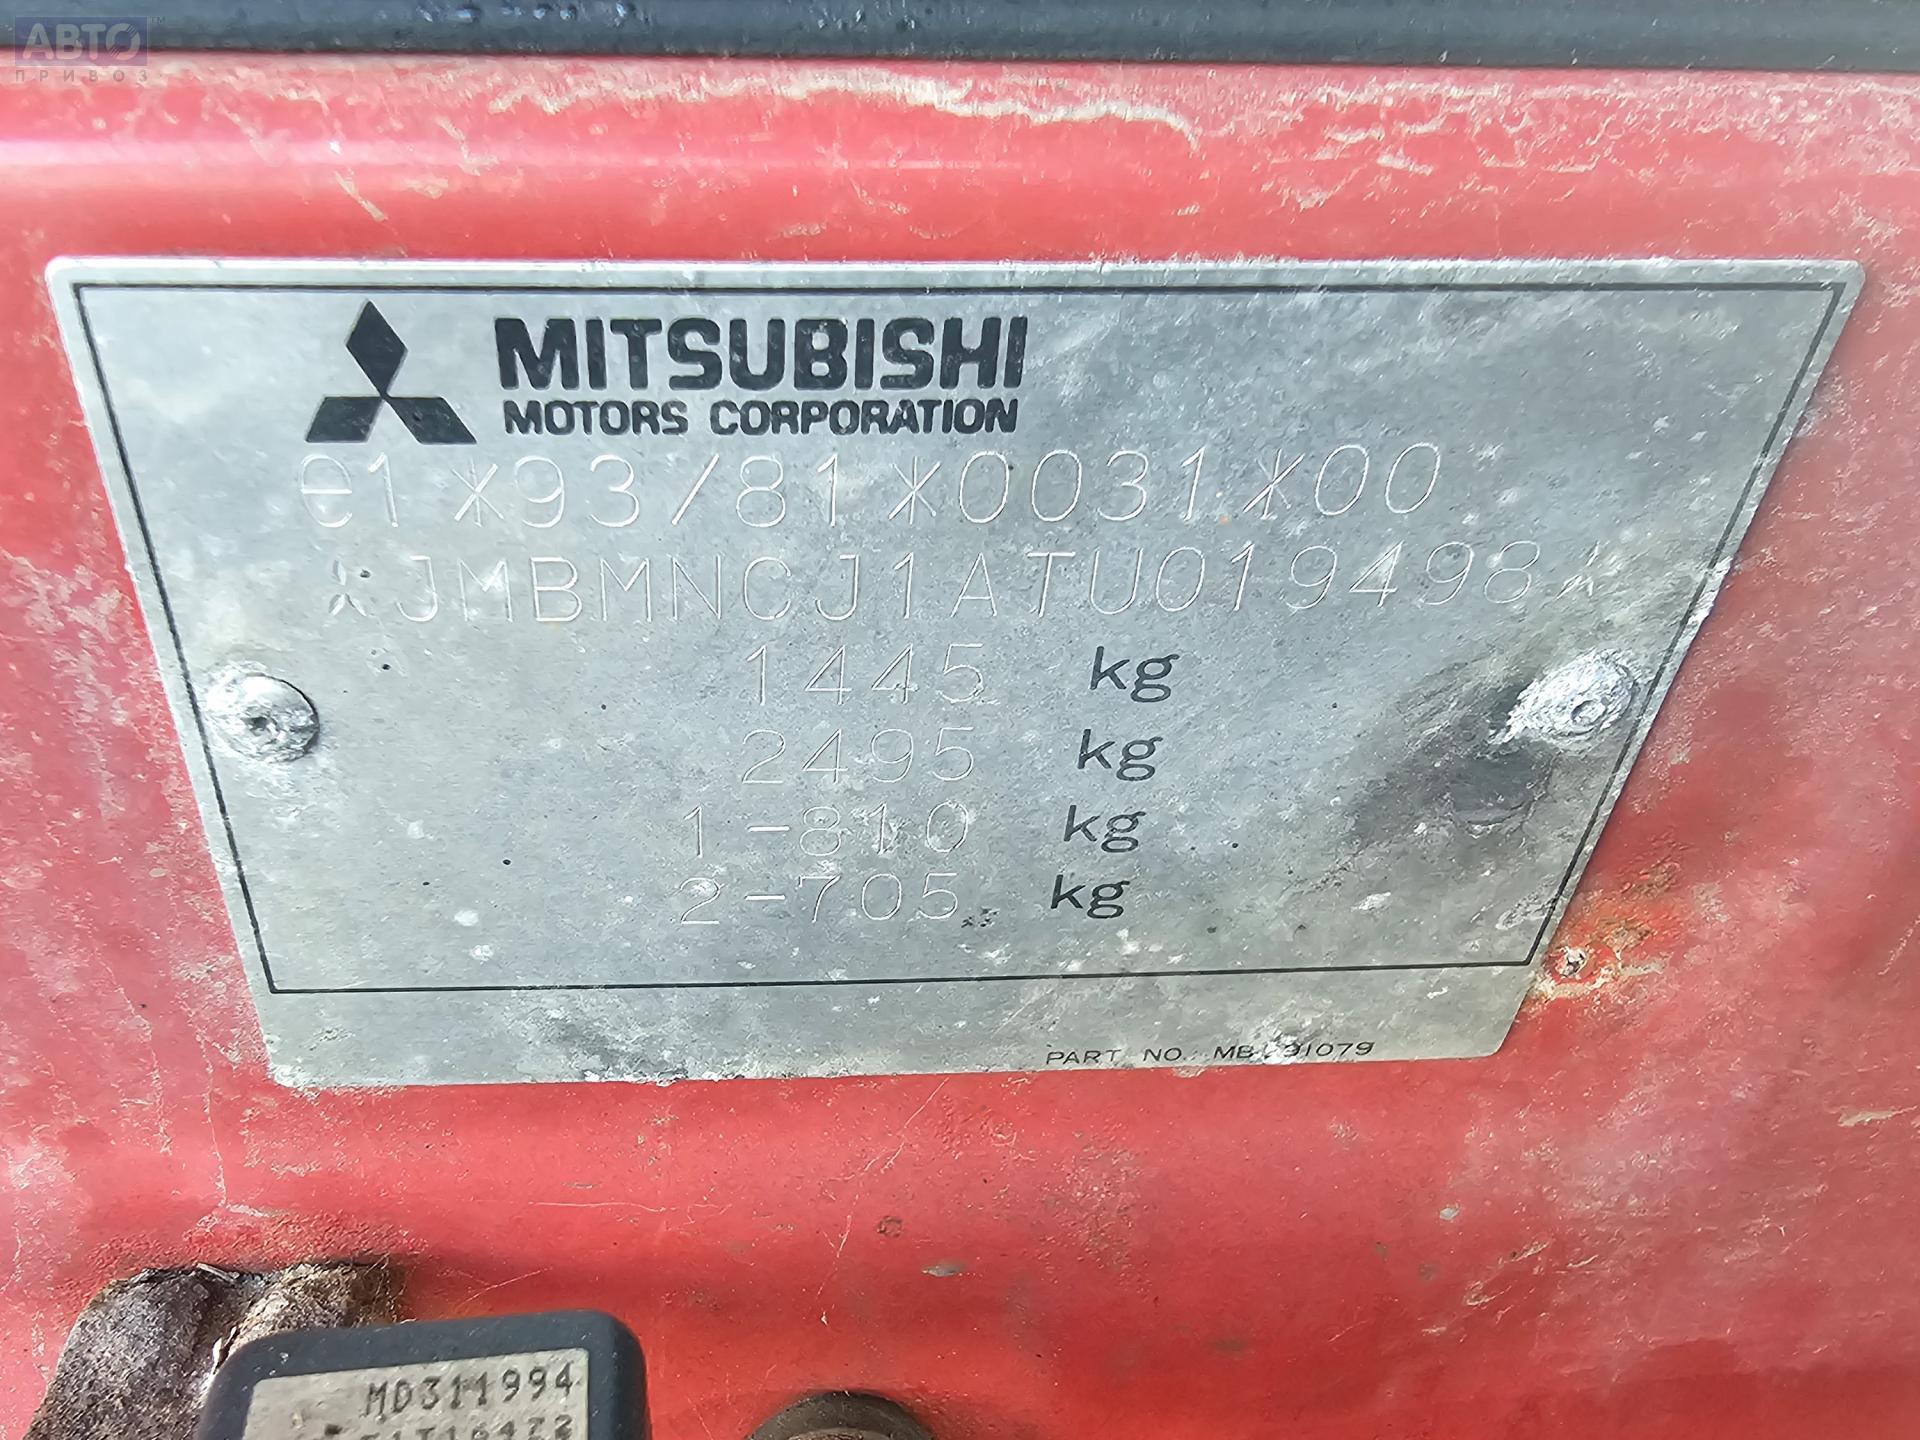 АВТО™
ПРИВОЗ
MITSUBISHI
MOTORS CORPORATION
e1*93/81*0031*00
*JMBMNCJ1ATU019498*
1445 kg
2495 kg
1-810 kg
2-705 kg
PART NO.
MD311994